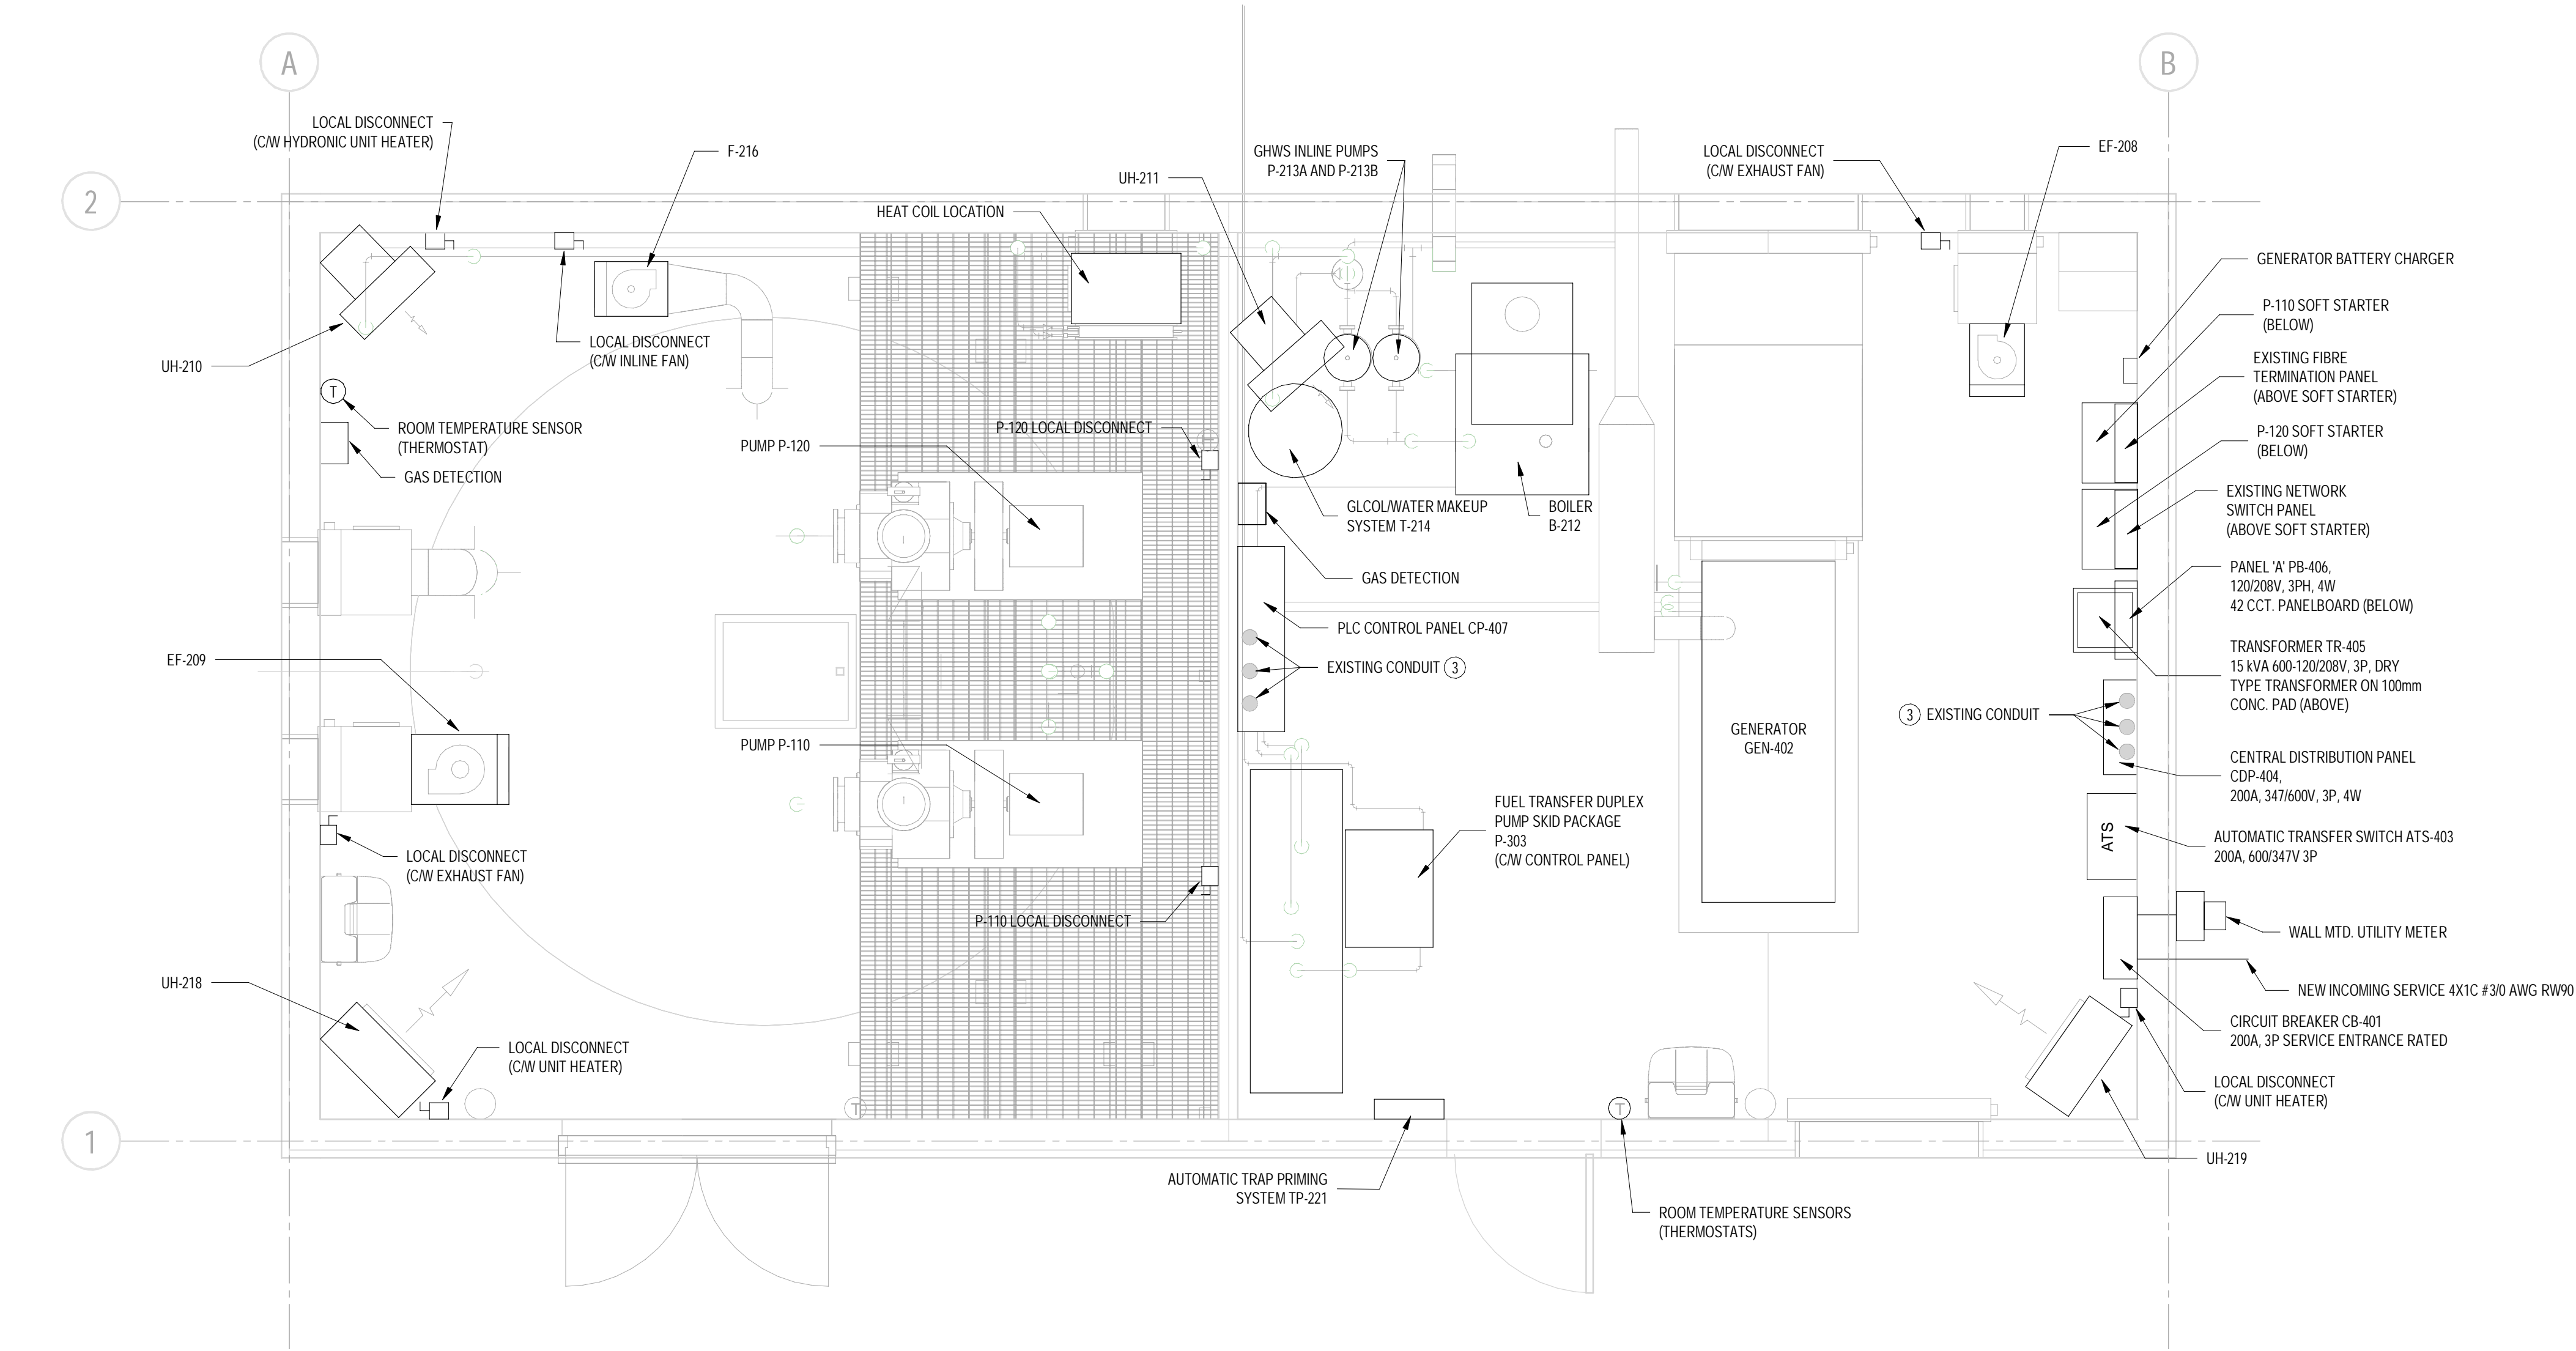 A
B
LOCAL DISCONNECT
(C/W HYDRONIC UNIT HEATER)
F-216
GHWS INLINE PUMPS
P-213A AND P-213B
LOCAL DISCONNECT
(C/W EXHAUST FAN)
EF-208
UH-211
2
HEAT COIL LOCATION
GENERATOR BATTERY CHARGER
P-110 SOFT STARTER
(BELOW)
LOCAL DISCONNECT
(C/W INLINE FAN)
UH-210
EXISTING FIBRE
TERMINATION PANEL
(ABOVE SOFT STARTER)
T
ROOM TEMPERATURE SENSOR
(THERMOSTAT)
P-120 LOCAL DISCONNECT
PUMP P-120
P-120 SOFT STARTER
(BELOW)
GAS DETECTION
GLCOL/WATER MAKEUP
SYSTEM T-214
BOILER
B-212
EXISTING NETWORK
SWITCH PANEL
(ABOVE SOFT STARTER)
GAS DETECTION
PANEL 'A' PB-406,
120/208V, 3PH, 4W
42 CCT. PANELBOARD (BELOW)
PLC CONTROL PANEL CP-407
EF-209
EXISTING CONDUIT 3
TRANSFORMER TR-405
15 kVA 600-120/208V, 3P, DRY
TYPE TRANSFORMER ON 100mm
CONC. PAD (ABOVE)
3 EXISTING CONDUIT
PUMP P-110
GENERATOR
GEN-402
CENTRAL DISTRIBUTION PANEL
CDP-404,
200A, 347/600V, 3P, 4W
FUEL TRANSFER DUPLEX
PUMP SKID PACKAGE
P-303
(C/W CONTROL PANEL)
ATS
AUTOMATIC TRANSFER SWITCH ATS-403
200A, 600/347V 3P
LOCAL DISCONNECT
(C/W EXHAUST FAN)
P-110 LOCAL DISCONNECT
WALL MTD. UTILITY METER
UH-218
NEW INCOMING SERVICE 4X1C #3/0 AWG RW90
CIRCUIT BREAKER CB-401
200A, 3P SERVICE ENTRANCE RATED
LOCAL DISCONNECT
(C/W UNIT HEATER)
LOCAL DISCONNECT
(C/W UNIT HEATER)
T
T
1
UH-219
AUTOMATIC TRAP PRIMING
SYSTEM TP-221
ROOM TEMPERATURE SENSORS
(THERMOSTATS)